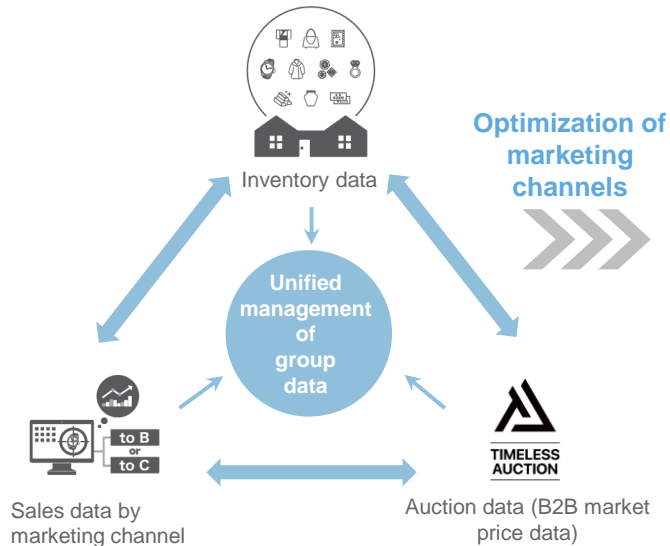 Optimization of
marketing
channels
Inventory data
Unified
management
of
group
data
to B
or
to C
TIMELESS
AUCTION
Sales data by
marketing channel
Auction data (B2B market
price data)